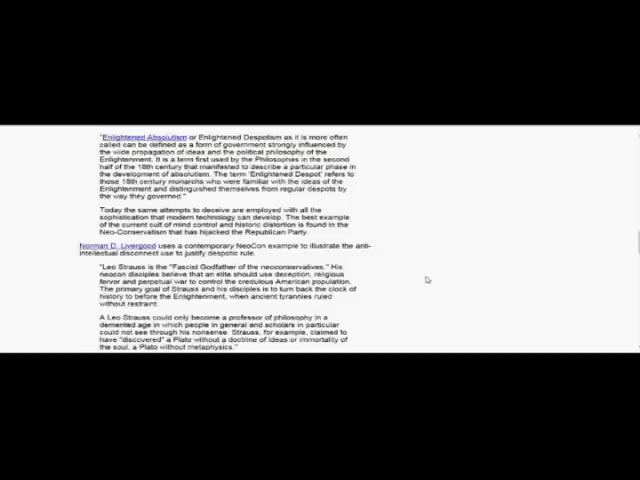 "Enlightened Absolutism or Enlightened Despotism as it is more often
called can be defined as a form of government strongly influenced by
the wide propagation of ideas and the political philosophy of the
Enlightenment. It is a term first used by the Philosophes in the second
half of the 18th century that manifested to describe a particular phase in
the development of absolutism. The term 'Enlightened Despot' refers to
those 18th century monarchs who were familiar with the ideas of the
Enlightenment and distinguished themselves from regular despots by
the way they governed."
Today the same attempts to deceive are employed with all the
sophistication that modern technology can develop. The best example
of the current cult of mind control and historic distortion is found in the
Neo-Conservatism that has hijacked the Republican Party.
Norman D. Livergood uses a contemporary NeoCon example to illustrate the anti-
intellectual disconnect use to justify despotic rule.
"Leo Strauss is the "Fascist Godfather of the neoconservatives." His
neocon disciples believe that an elite should use deception, religious
fervor and perpetual war to control the credulous American population.
The primary goal of Strauss and his disciples is to turn back the clock of
history to before the Enlightenment, when ancient tyrannies ruled
without restraint.
A Leo Strauss could only become a professor of philosophy in a
demented age in which people in general and scholars in particular
could not see through his nonsense. Strauss, for example, claimed to
have "discovered" a Plato without a doctrine of ideas or immortality of
the soul, a Plato without metaphysics."